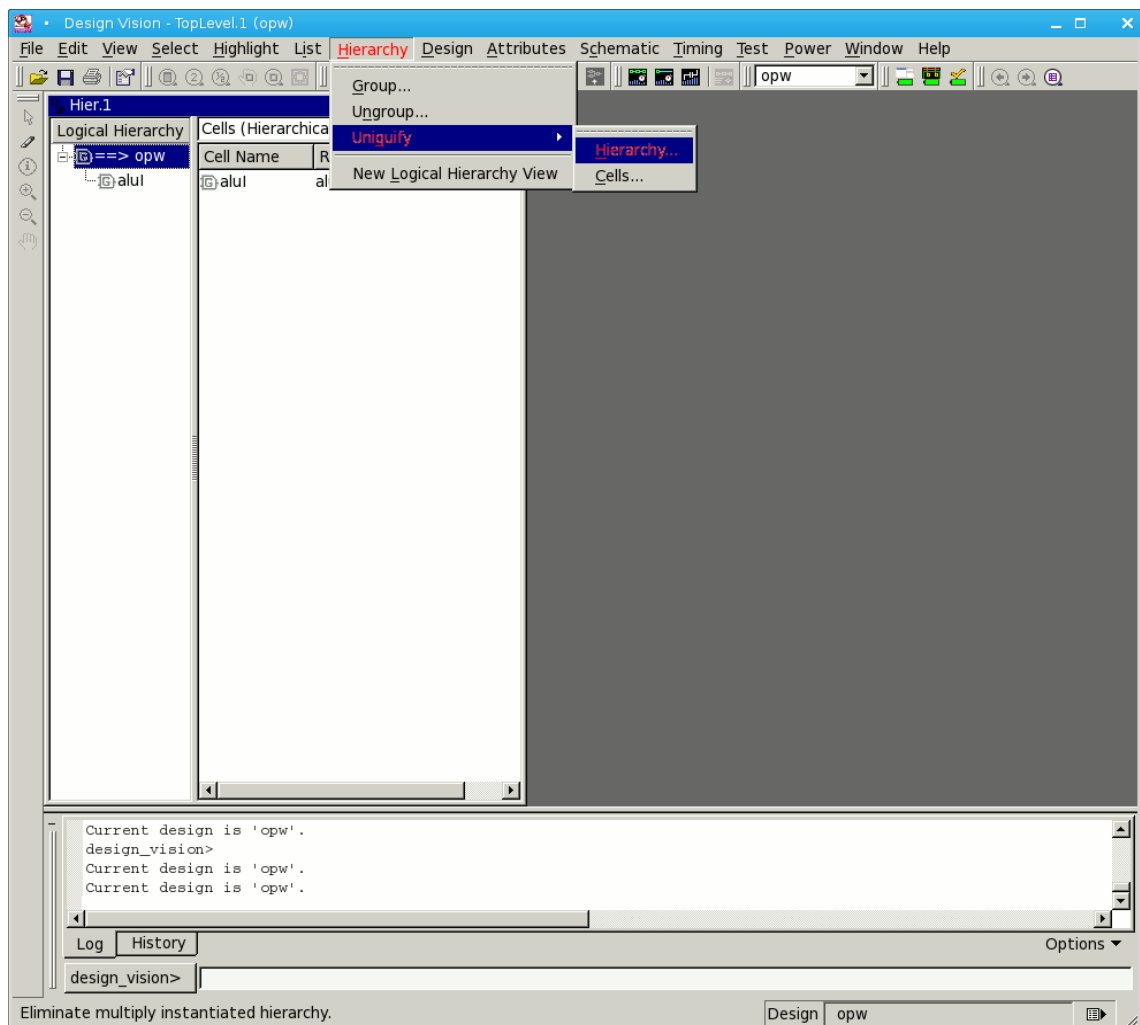 Design Vision - TopLevel.1 (opw)
File Edit View Select Highlight List Hierarchy Design Attributes Schematic Timing Test Power Window Help
opw
Group...
Ungroup...
Uniquify
Hierarchy...
Cells...
New Logical Hierarchy View
Hier.1
Logical Hierarchy
==> opw
aluI
Cells (Hierarchica
Cell Name R
aluI al
Current design is 'opw'.
design_vision>
Current design is 'opw'.
Current design is 'opw'.
Log History Options
design_vision>
Eliminate multiply instantiated hierarchy. Design opw